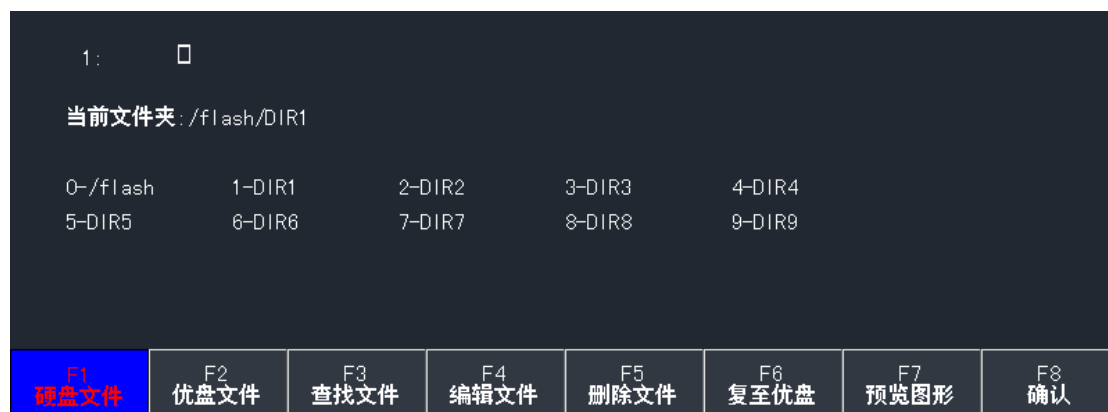 1: □
当前文件夹:/flash/DIR1
0-/flash 1-DIR1 2-DIR2 3-DIR3 4-DIR4
5-DIR5 6-DIR6 7-DIR7 8-DIR8 9-DIR9
F1 F2 F3 F4 F5 F6 F7 F8
硬盘文件 优盘文件 查找文件 编辑文件 删除文件 复至优盘 预览图形 确认